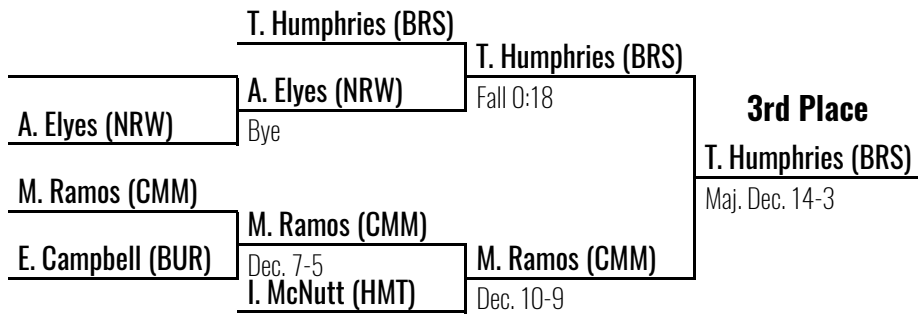 T. Humphries (BRS)
T. Humphries (BRS)
A. Elyes (NRW)
Fall 0:18
3rd Place
A. Elyes (NRW)
Bye
T. Humphries (BRS)
M. Ramos (CMM)
Maj. Dec. 14-3
M. Ramos (CMM)
E. Campbell (BUR)
Dec. 7-5
M. Ramos (CMM)
I. McNutt (HMT)
Dec. 10-9